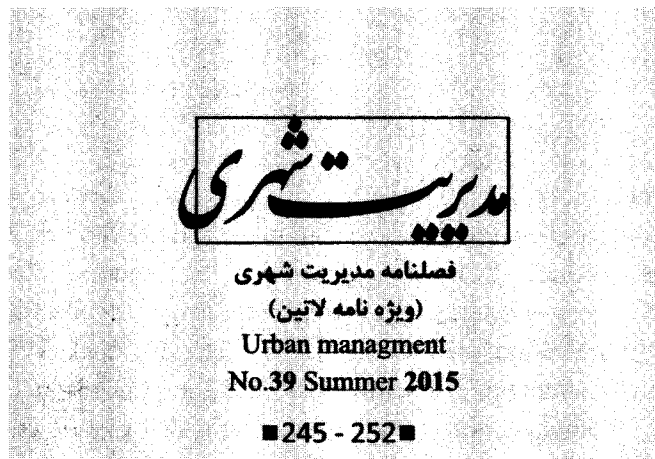 مدیریت شهری
فصلنامه مدیریت شهری
(ویژه نامه لاتین)
Urban managment
No.39 Summer 2015
■245 - 252■